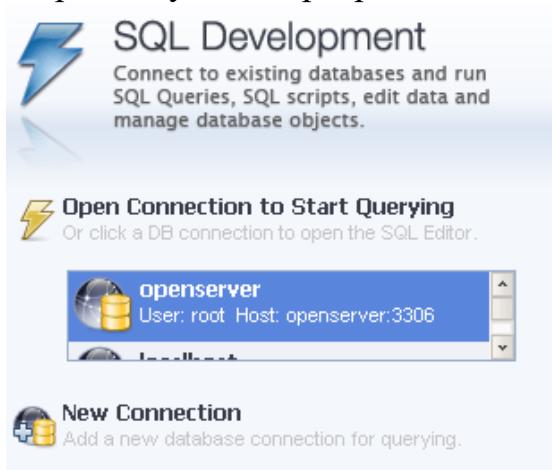 SQL Development
Connect to existing databases and run
SQL Queries, SQL scripts, edit data and
manage database objects.
Open Connection to Start Querying
Or click a DB connection to open the SQL Editor.
openserver
User: root Host: openserver:3306
New Connection
Add a new database connection for querying.